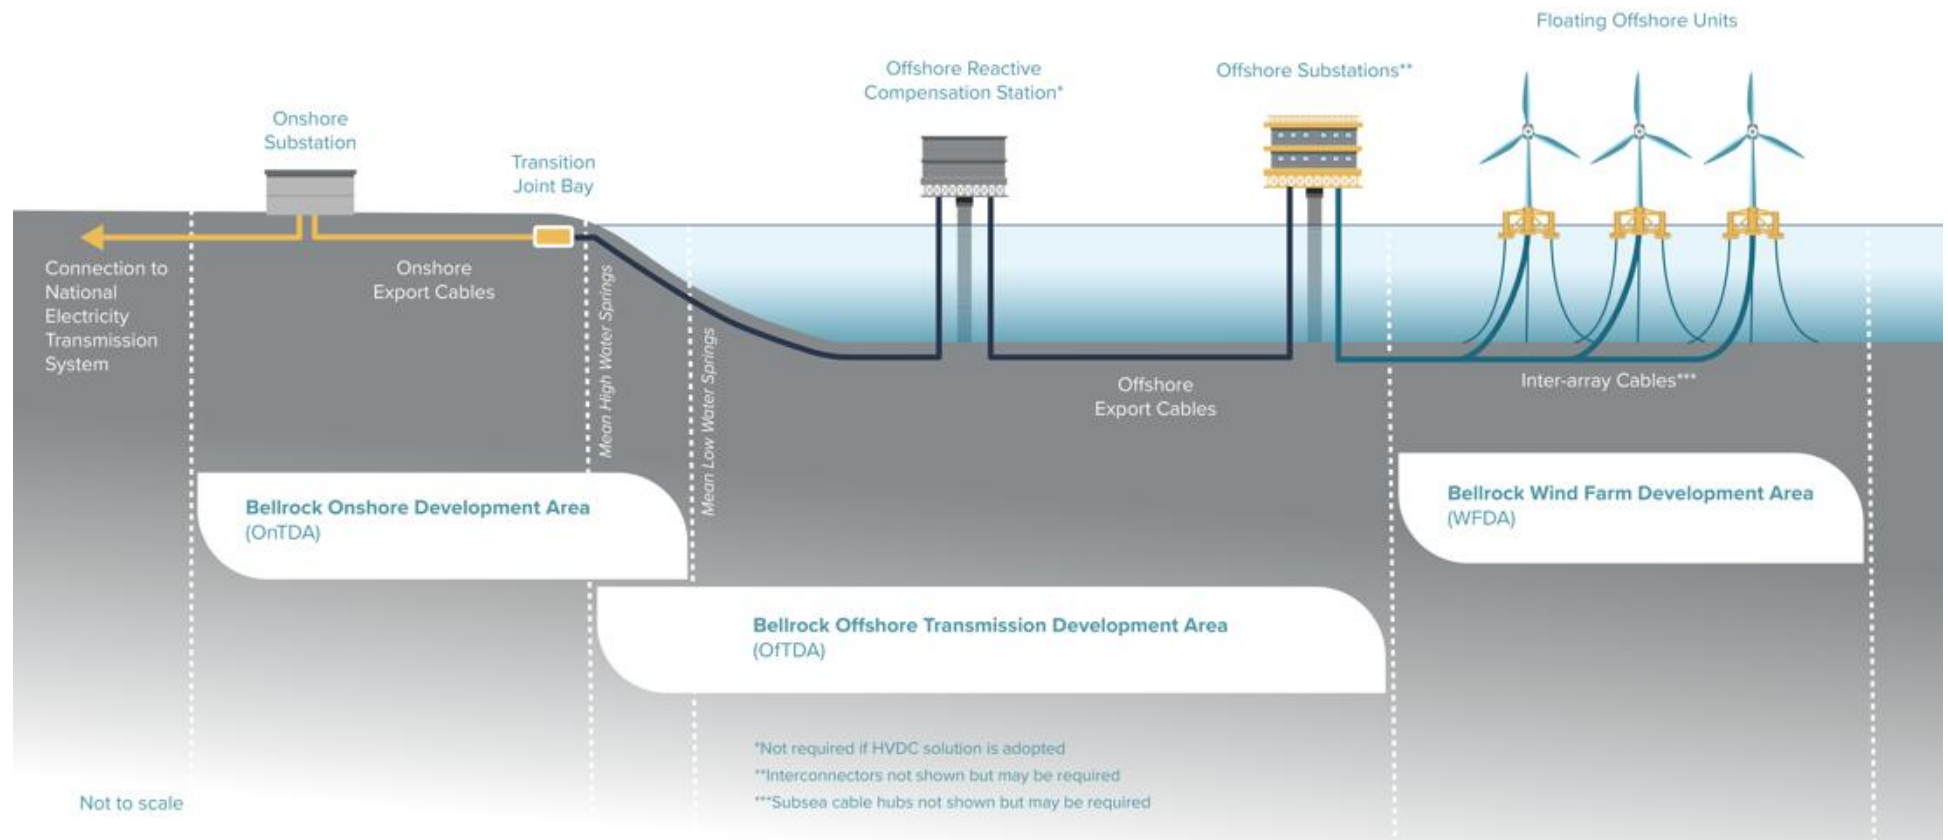 Floating Offshore Units
Offshore Reactive
Compensation Station*
Offshore Substations**
Onshore
Substation
Transition
Joint Bay
Connection to
National
Electricity
Transmission
System
Onshore
Export Cables
Mean High Water Springs
Mean Low Water Springs
Offshore
Export Cables
Inter-array Cables***
Bellrock Onshore Development Area
(OnTDA)
Bellrock Wind Farm Development Area
(WFDA)
Bellrock Offshore Transmission Development Area
(OfTDA)
*Not required if HVDC solution is adopted
**Interconnectors not shown but may be required
***Subsea cable hubs not shown but may be required
Not to scale